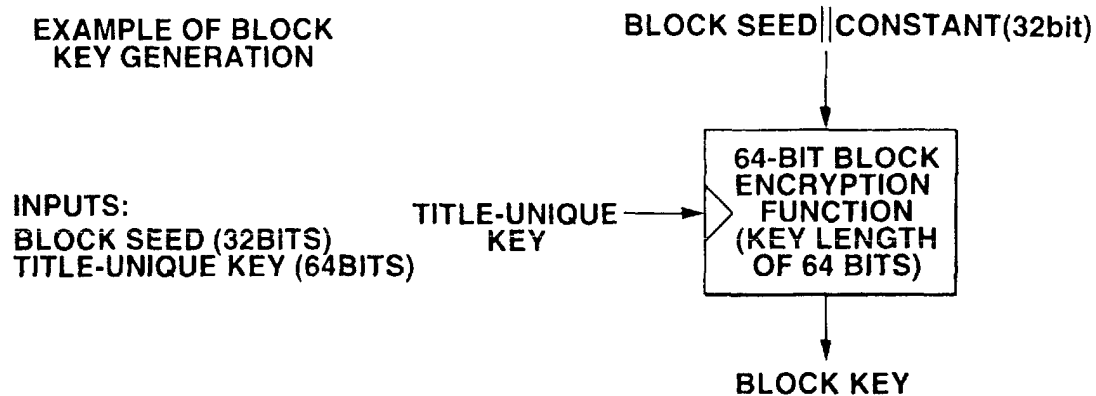 EXAMPLE OF BLOCK
KEY GENERATION
BLOCK SEED||CONSTANT(32bit)
64-BIT BLOCK
ENCRYPTION
FUNCTION
(KEY LENGTH
OF 64 BITS)
INPUTS:
BLOCK SEED (32BITS)
TITLE-UNIQUE KEY (64BITS)
TITLE-UNIQUE
KEY
BLOCK KEY